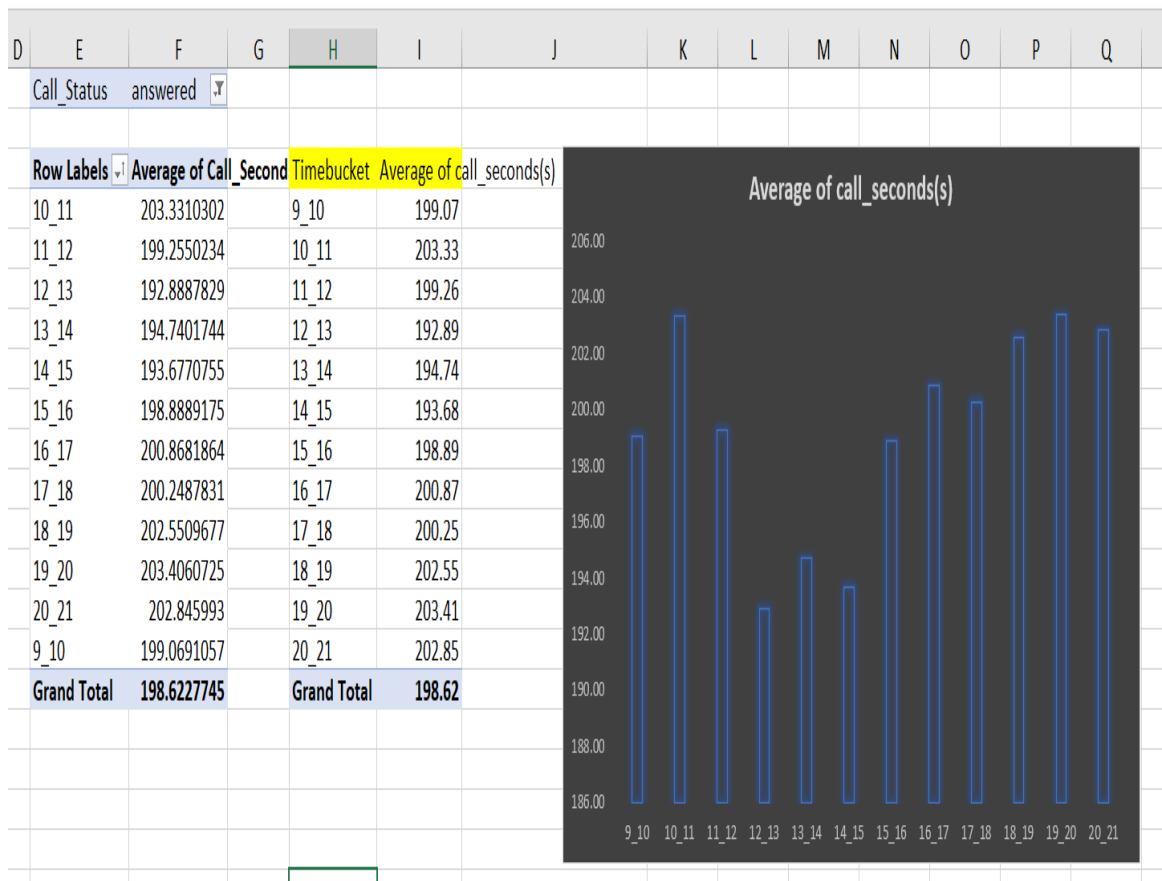 D E F G H I J K L M N O P Q
Call_Status answered
Row Labels Average of Call_Second Timebucket Average of call_seconds(s)
10_11 203.3310302 9_10 199.07
11_12 199.2550234 10_11 203.33
12_13 192.8887829 11_12 199.26
13_14 194.7401744 12_13 192.89
14_15 193.6770755 13_14 194.74
15_16 198.8889175 14_15 193.68
16_17 200.8681864 15_16 198.89
17_18 200.2487831 16_17 200.87
18_19 202.5509677 17_18 200.25
19_20 203.4060725 18_19 202.55
20_21 202.845993 19_20 203.41
9_10 199.0691057 20_21 202.85
Grand Total 198.6227745 Grand Total 198.62
Average of call_seconds(s)
206.00
204.00
202.00
200.00
198.00
196.00
194.00
192.00
190.00
188.00
186.00
9_10 10_11 11_12 12_13 13_14 14_15 15_16 16_17 17_18 18_19 19_20 20_21